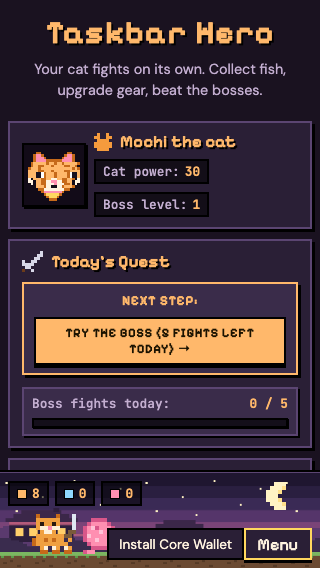 Taskbar Hero
Your cat fights on its own. Collect fish,
upgrade gear, beat the bosses.
Mochi the cat
Cat power: 30
Boss level: 1
Today's Quest
NEXT STEP:
TRY THE BOSS (5 FIGHTS LEFT
TODAY) →
Boss fights today: 0 / 5
8 0 0
Install Core Wallet Menu